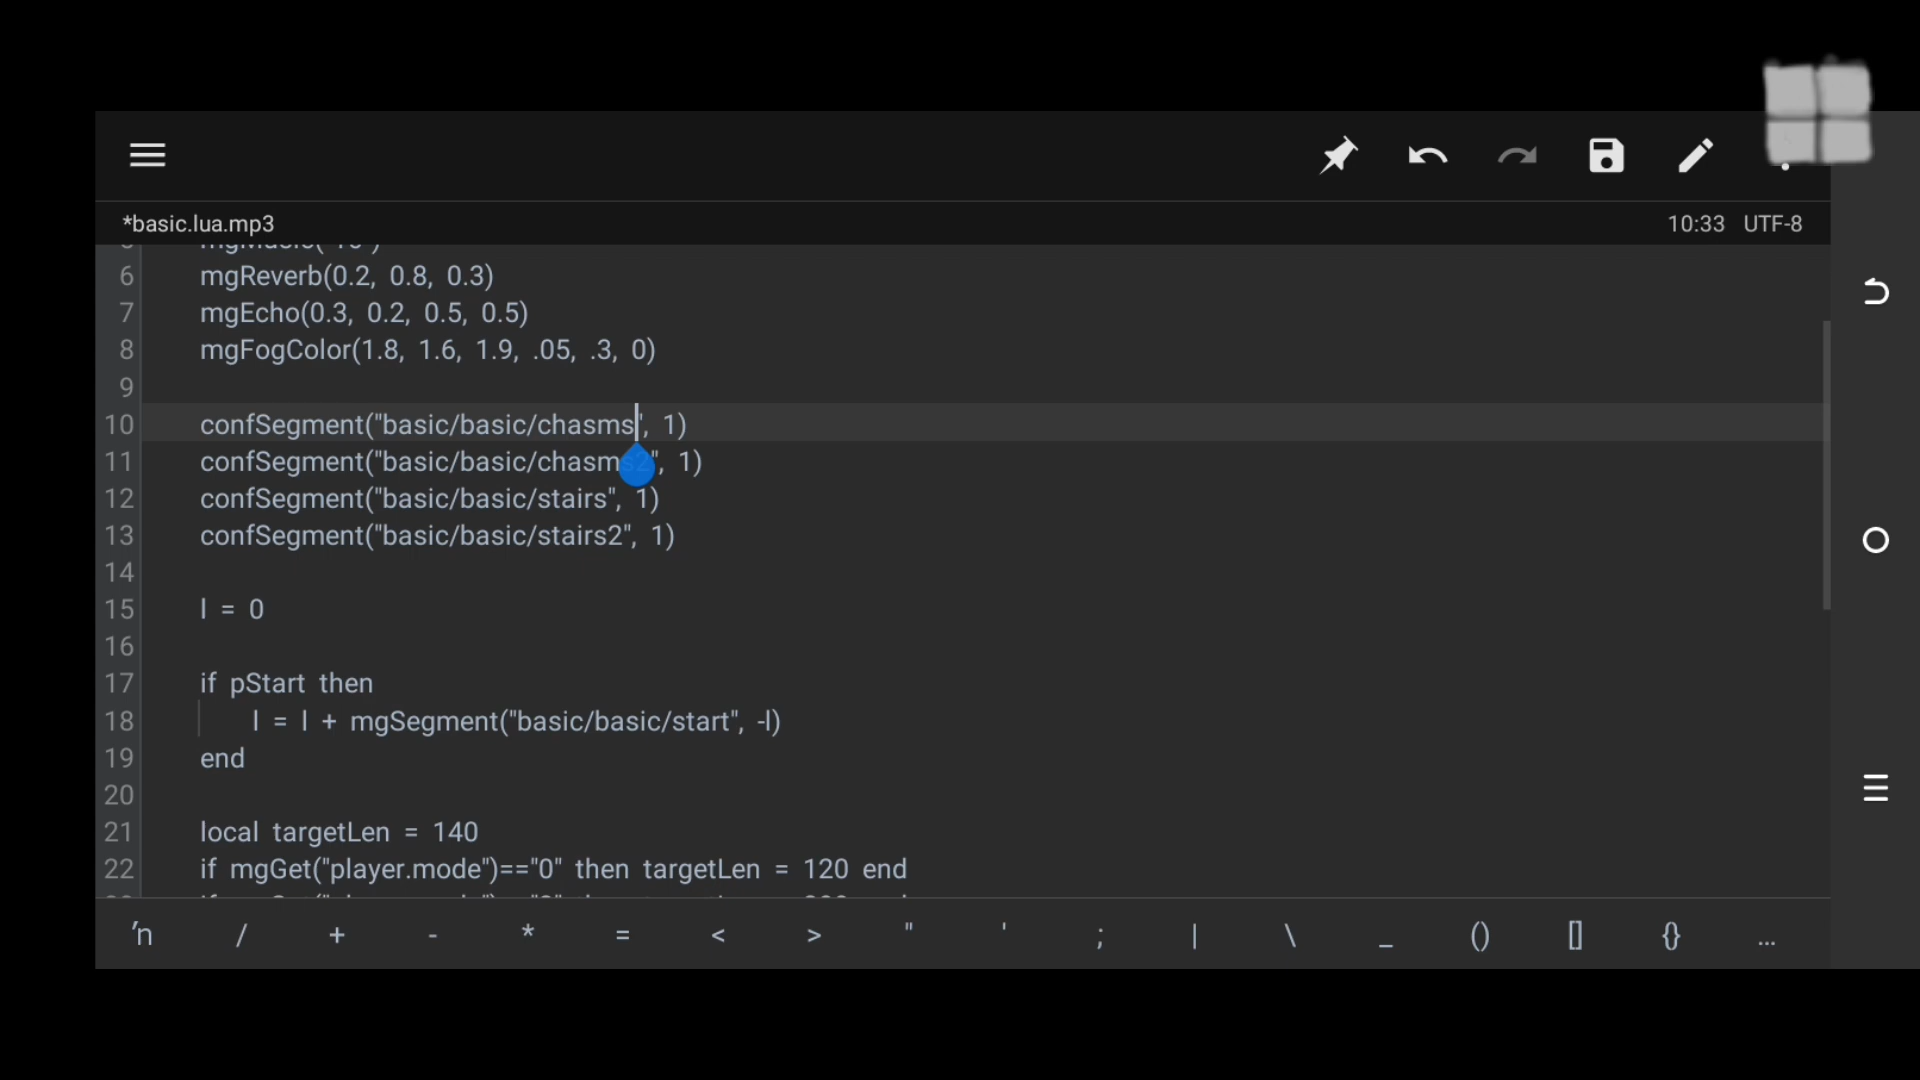 *basic.lua.mp3
10:33 UTF-8
6 mgReverb(0.2, 0.8, 0.3)
7 mgEcho(0.3, 0.2, 0.5, 0.5)
8 mgFogColor(1.8, 1.6, 1.9, .05, .3, 0)
9
10 confSegment("basic/basic/chasms", 1)
11 confSegment("basic/basic/chasms2", 1)
12 confSegment("basic/basic/stairs", 1)
13 confSegment("basic/basic/stairs2", 1)
14
15 l = 0
16
17 if pStart then
18 l = l + mgSegment("basic/basic/start", -l)
19 end
20
21 local targetLen = 140
22 if mgGet("player.mode")=="0" then targetLen = 120 end
'n / + - * = < > " ' ; | \ _ () [] {} ...